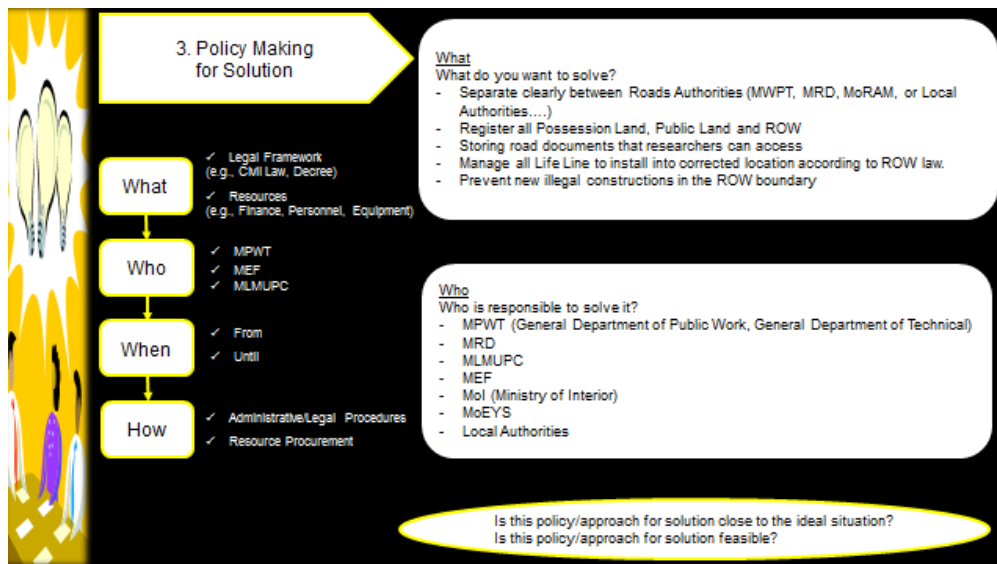 3. Policy Making
for Solution
What
✓ Legal Framework
(e.g., CMI Law, Decree)
✓ Resources
(e.g., Finance, Personnel, Equipment)
Who
✓ MPWT
✓ MEF
✓ MLMUPC
When
✓ From
✓ Until
How
✓ Administrative/Legal Procedures
✓ Resource Procurement
What
What do you want to solve?
- Separate clearly between Roads Authorities (MWPT, MRD, MoRAM, or Local
Authorities....)
- Register all Possession Land, Public Land and ROW
- Storing road documents that researchers can access
- Manage all Life Line to install into corrected location according to ROW law.
- Prevent new illegal constructions in the ROW boundary
Who
Who is responsible to solve it?
- MPWT (General Department of Public Work, General Department of Technical)
- MRD
- MLMUPC
- MEF
- MoI (Ministry of Interior)
- MoEYS
- Local Authorities
Is this policy/approach for solution close to the ideal situation?
Is this policy/approach for solution feasible?